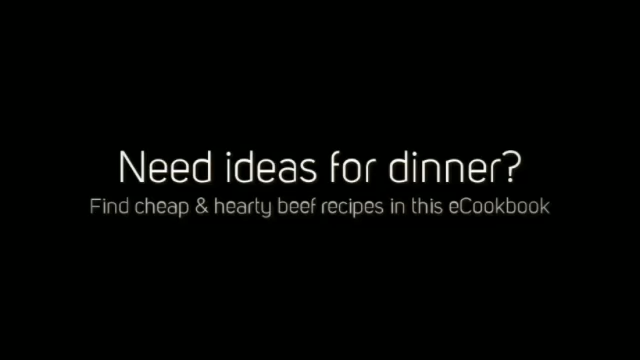 Need ideas for dinner?
Find cheap & hearty beef recipes in this eCookbook